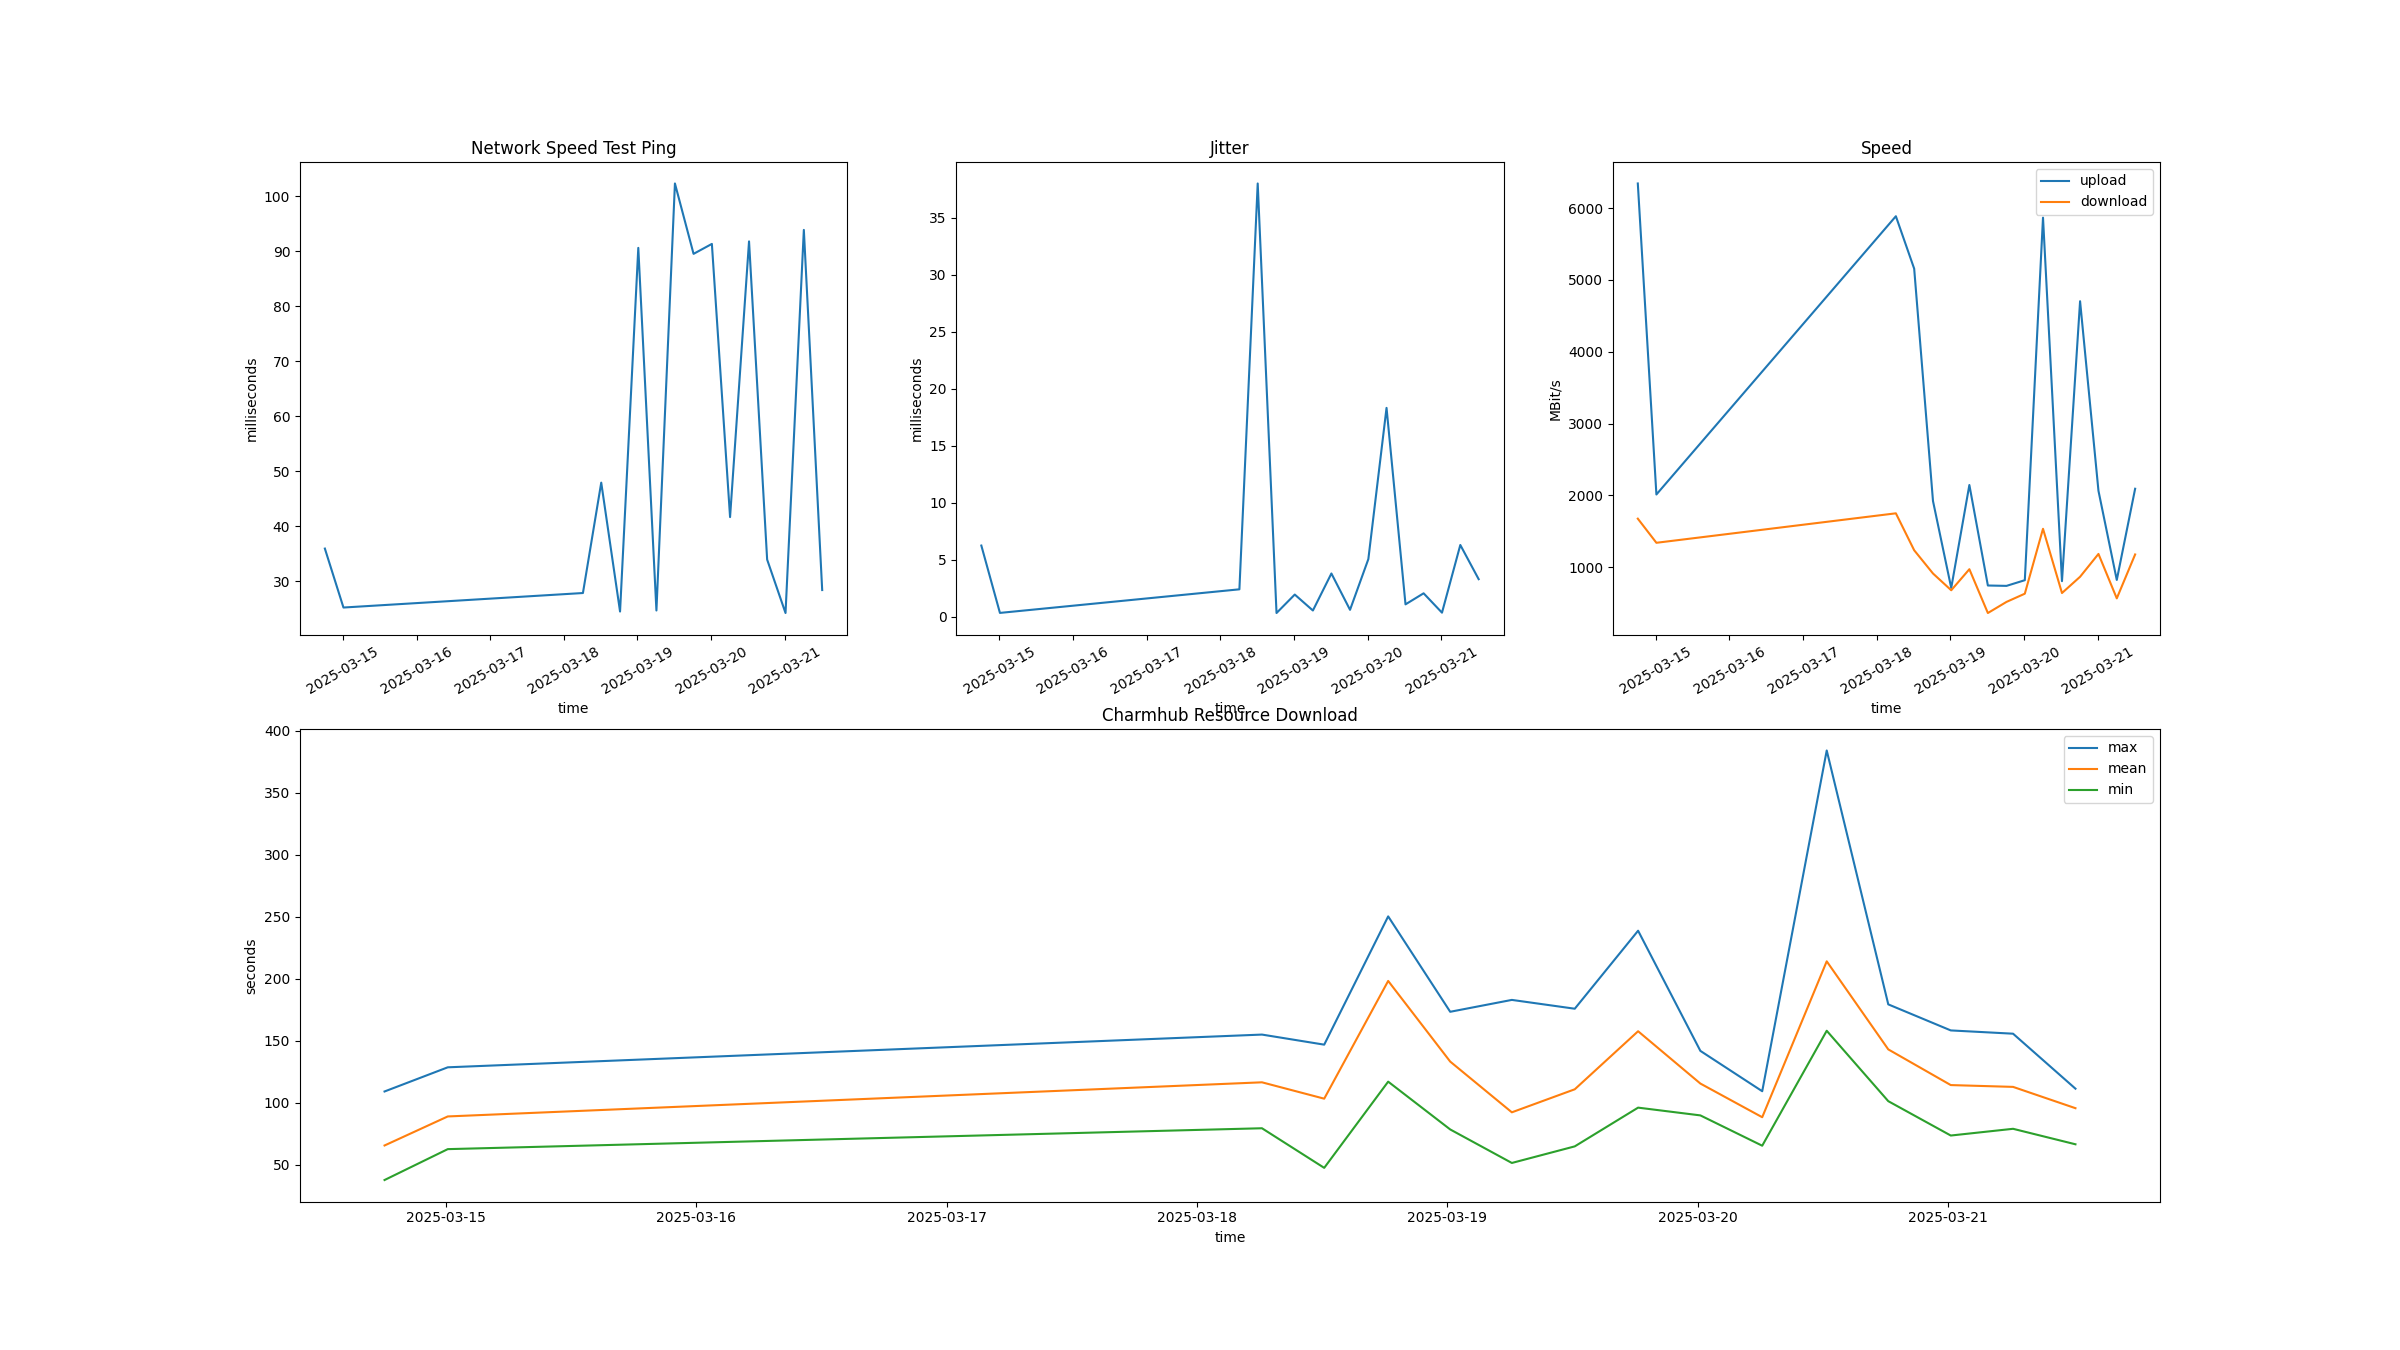 Network Speed Test Ping
milliseconds
100
90
80
70
60
50
40
30
2025-03-15 2025-03-16 2025-03-17 2025-03-18 2025-03-19 2025-03-20 2025-03-21
time
Jitter
milliseconds
35
30
25
20
15
10
5
0
2025-03-15 2025-03-16 2025-03-17 2025-03-18 2025-03-19 2025-03-20 2025-03-21
time
Speed
MBit/s
6000
5000
4000
3000
2000
1000
upload
download
2025-03-15 2025-03-16 2025-03-17 2025-03-18 2025-03-19 2025-03-20 2025-03-21
time
Charmhub Resource Download
seconds
400
350
300
250
200
150
100
50
max
mean
min
2025-03-15 2025-03-16 2025-03-17 2025-03-18 2025-03-19 2025-03-20 2025-03-21
time